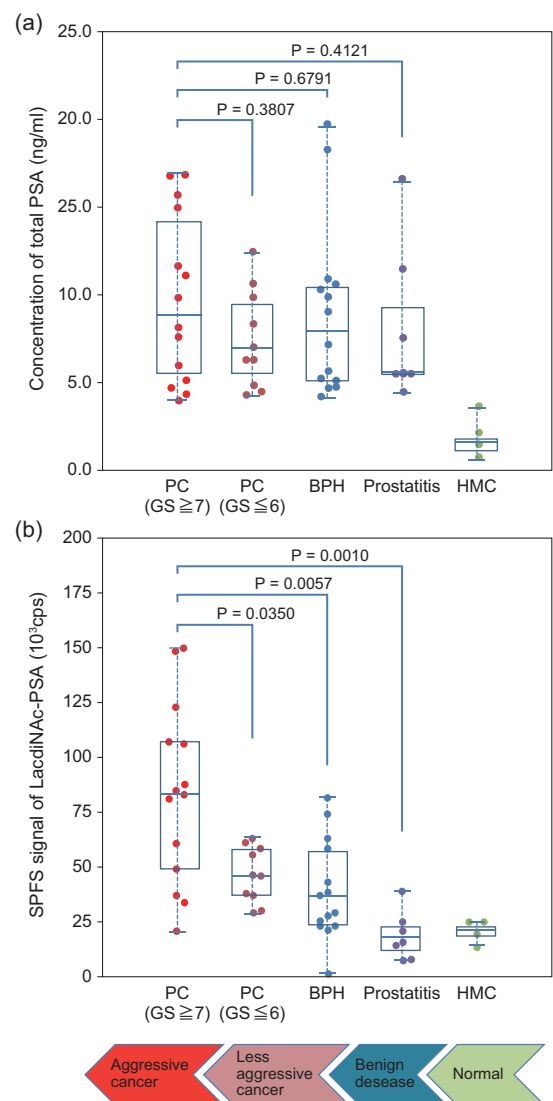 (a)
Concentration of total PSA (ng/ml)
25.0
20.0
25.0
10.0
5.0
0.0
P = 0.4121
P = 0.6791
P = 0.3807
PC
(GS ≧ 7)
PC
(GS ≦ 6)
BPH
Prostatitis
HMC
(b)
SPFS signal of LacdiNAc-PSA (10³cps)
200
175
150
125
100
75
50
25
0
P = 0.0010
P = 0.0057
P = 0.0350
PC
(GS ≧ 7)
PC
(GS ≦ 6)
BPH
Prostatitis
HMC
Aggressive
cancer
Less
aggressive
cancer
Benign
desease
Normal